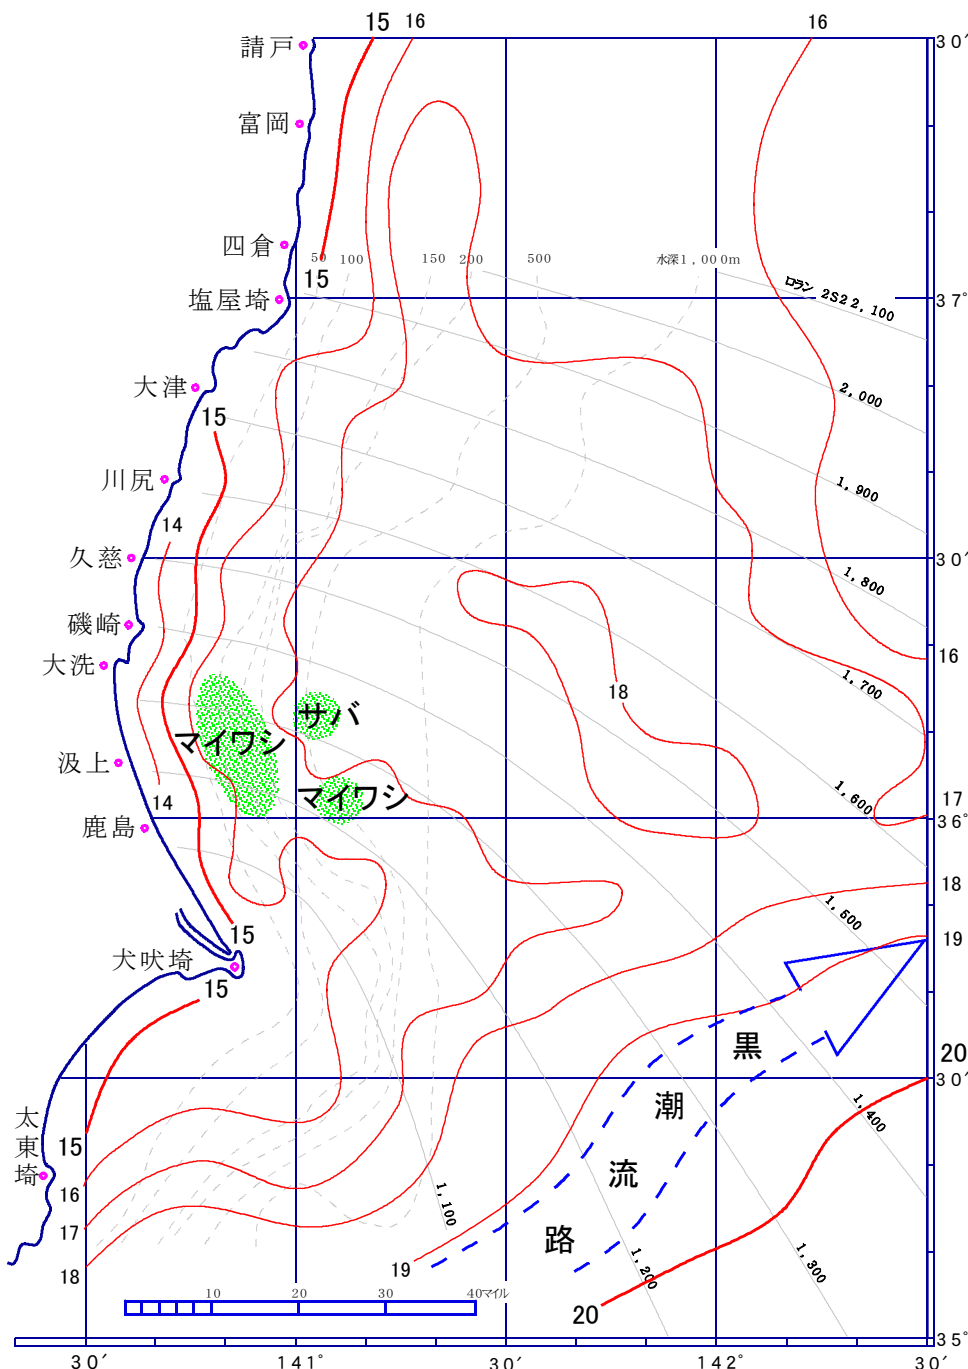 15
16
16
請戸
30′
富岡
四倉
50
100
150
200
500
水深1,000m
15
ロラン 2S22,100
塩屋埼
37°
大津
2,000
15
川尻
1,900
14
久慈
30′
1,800
磯崎
大洗
16
1,700
18
サバ
マイワシ
汲上
マイワシ
14
1,600
17
36°
鹿島
18
1,500
15
19
犬吠埼
15
黒
潮
流
路
20
30′
太東埼
1,400
15
16
17
1,100
18
19
1,200
1,300
10
20
30
40マイル
20
35°
30′
141°
30′
142°
30′